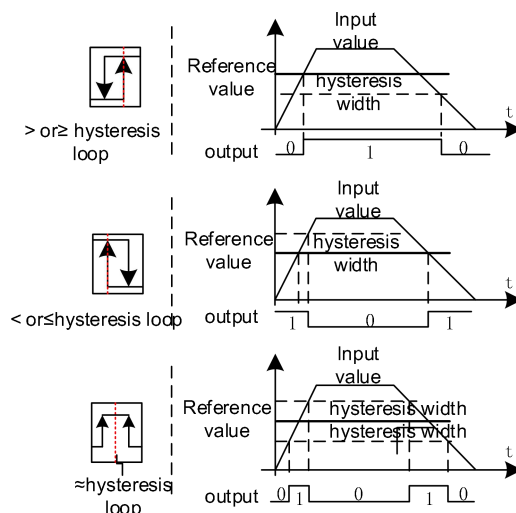 Input
value
Reference
value
hysteresis
width
t
> or≥ hysteresis
loop
output
0
1
0
Input
value
Reference
value
hysteresis
width
t
< or≤hysteresis loop
output
1
0
1
Input
value
Reference
value
hysteresis width
hysteresis width
t
≈hysteresis
loop
output
0
1
0
1
0